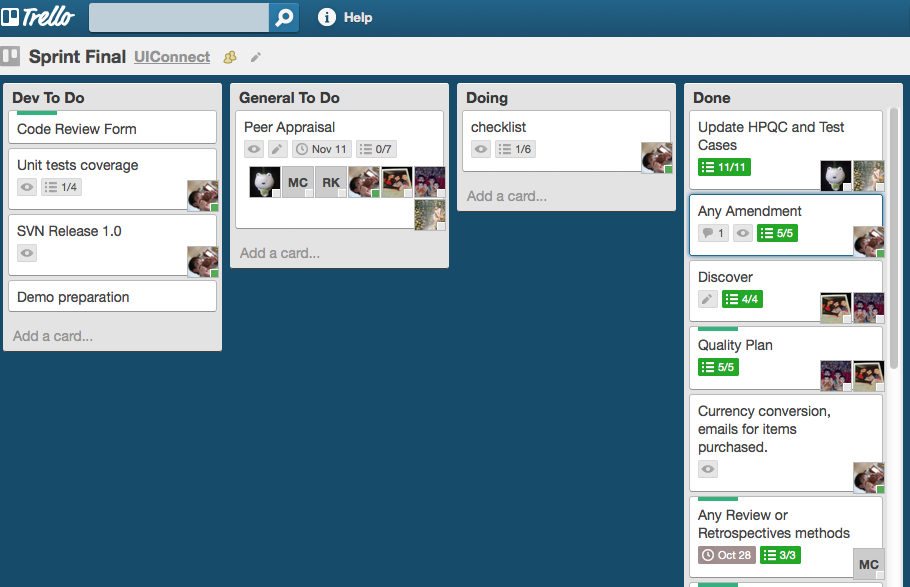 Trello
Help
Sprint Final UIConnect
Dev To Do
Code Review Form
Unit tests coverage
1/4
SVN Release 1.0
Demo preparation
Add a card...
General To Do
Peer Appraisal
Nov 11 0/7
MC RK
Add a card...
Doing
checklist
1/6
Add a card...
Done
Update HPQC and Test
Cases
11/11
Any Amendment
1 5/5
Discover
4/4
Quality Plan
5/5
Currency conversion,
emails for items
purchased.
Any Review or
Retrospectives methods
Oct 28 3/3
MC